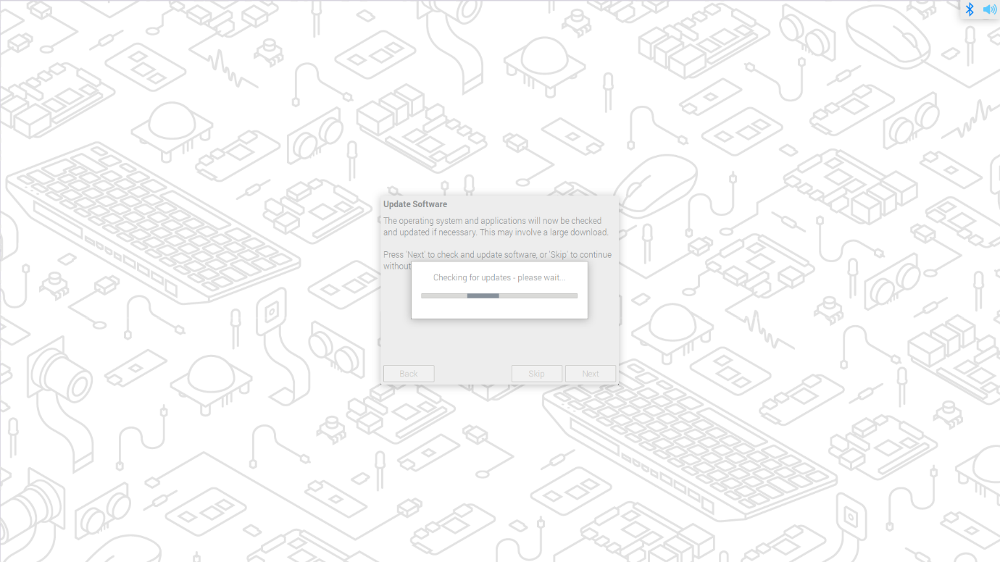 Update Software
The operating system and applications will now be checked
and updated if necessary. This may involve a large download.
Press 'Next' to check and update software, or 'Skip' to continue
without
Checking for updates - please wait...
Back
Skip
Next